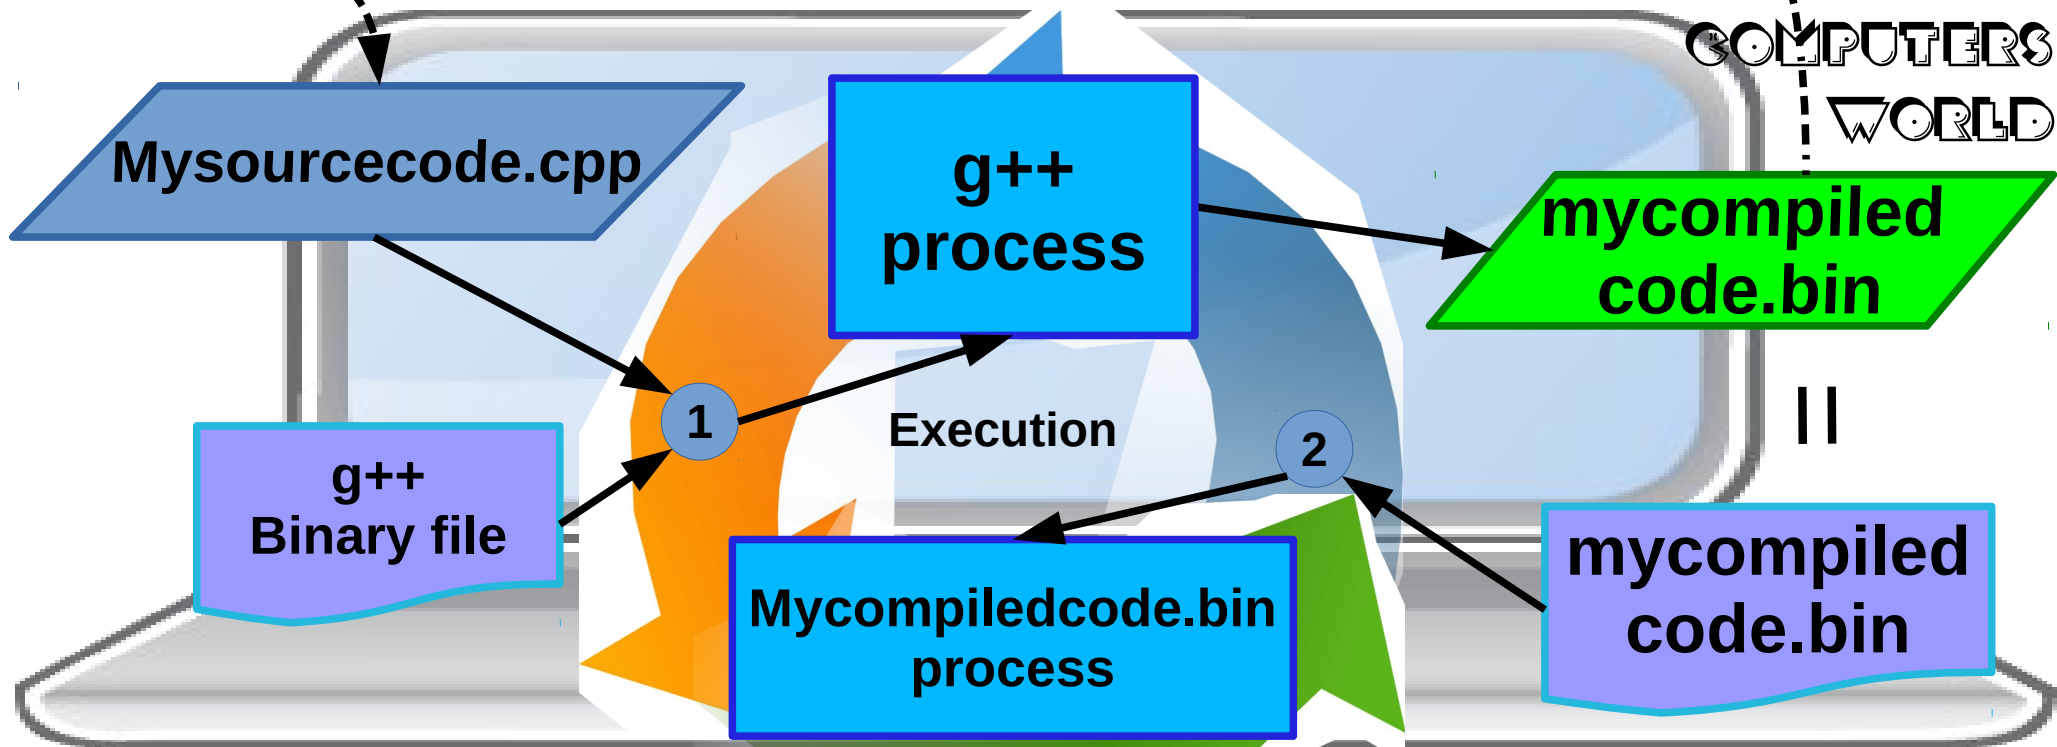 COMPUTERS
WORLD
Mysourcecode.cpp
g++
process
mycompiled
code.bin
1
Execution
2
g++
Binary file
Mycompiledcode.bin
process
mycompiled
code.bin